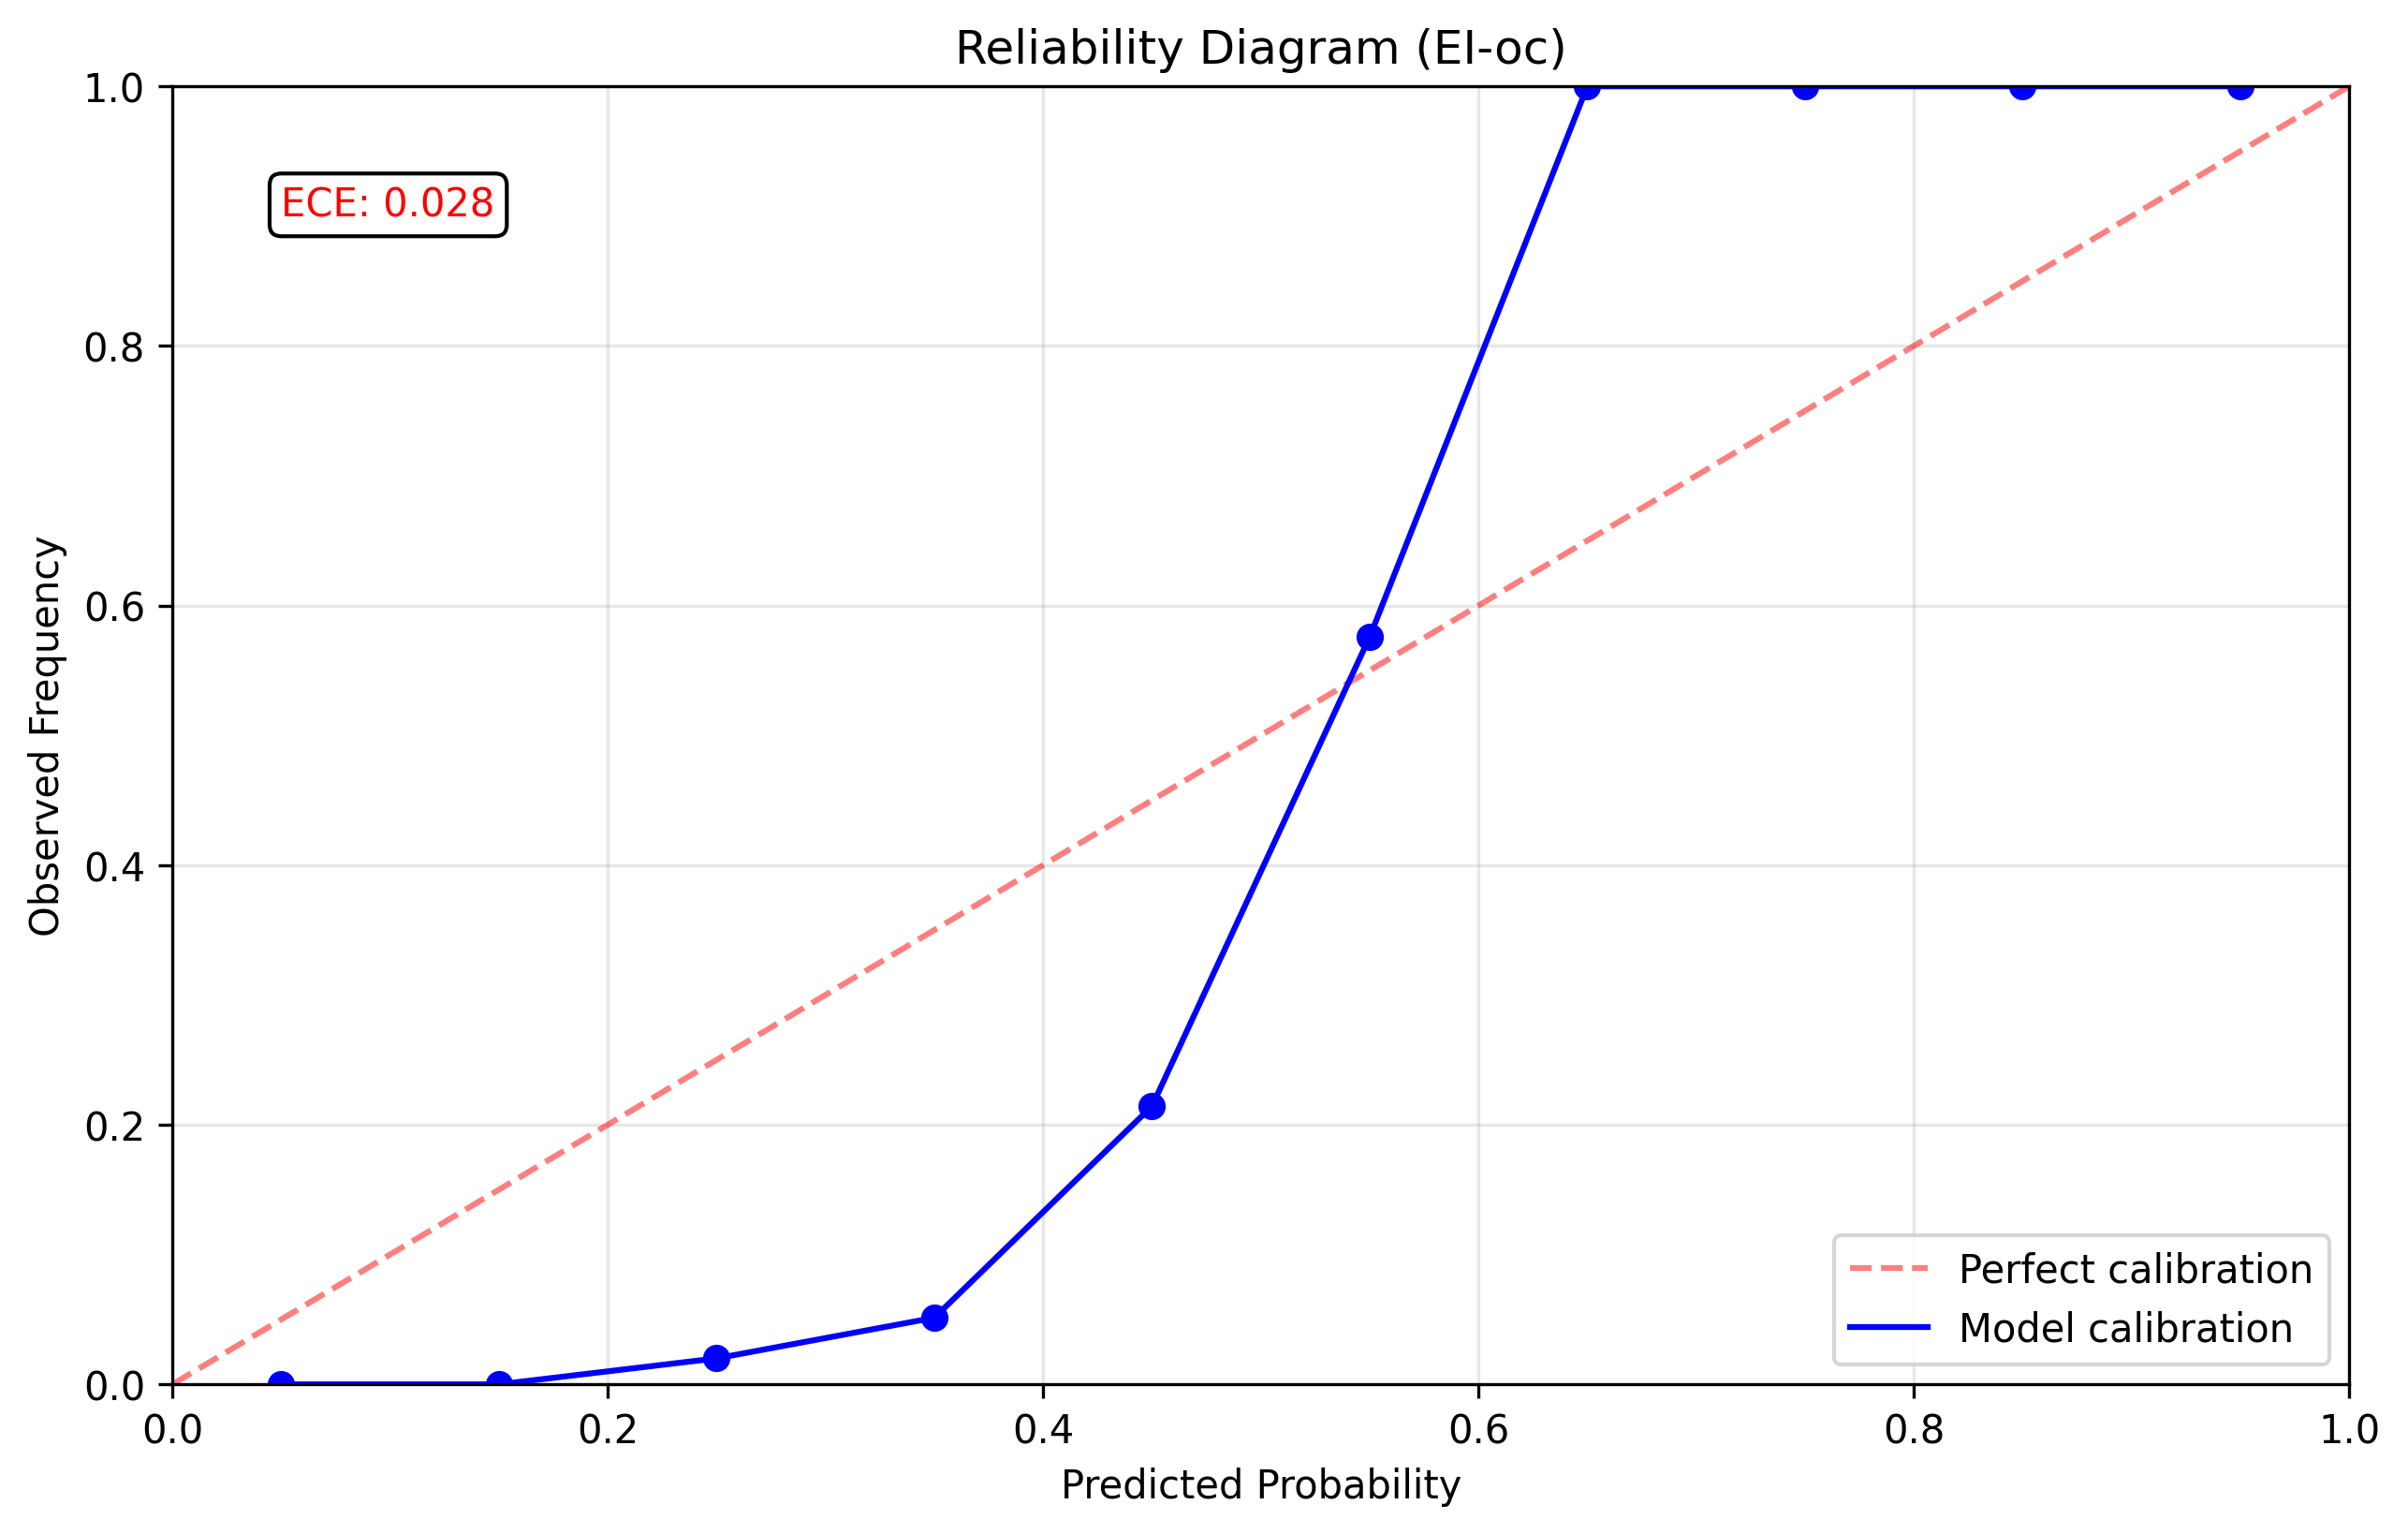 Reliability Diagram (EI-oc)
1.0
0.8
0.6
0.4
0.2
0.0
Observed Frequency
ECE: 0.028
Perfect calibration
Model calibration
0.0 0.2 0.4 0.6 0.8 1.0
Predicted Probability